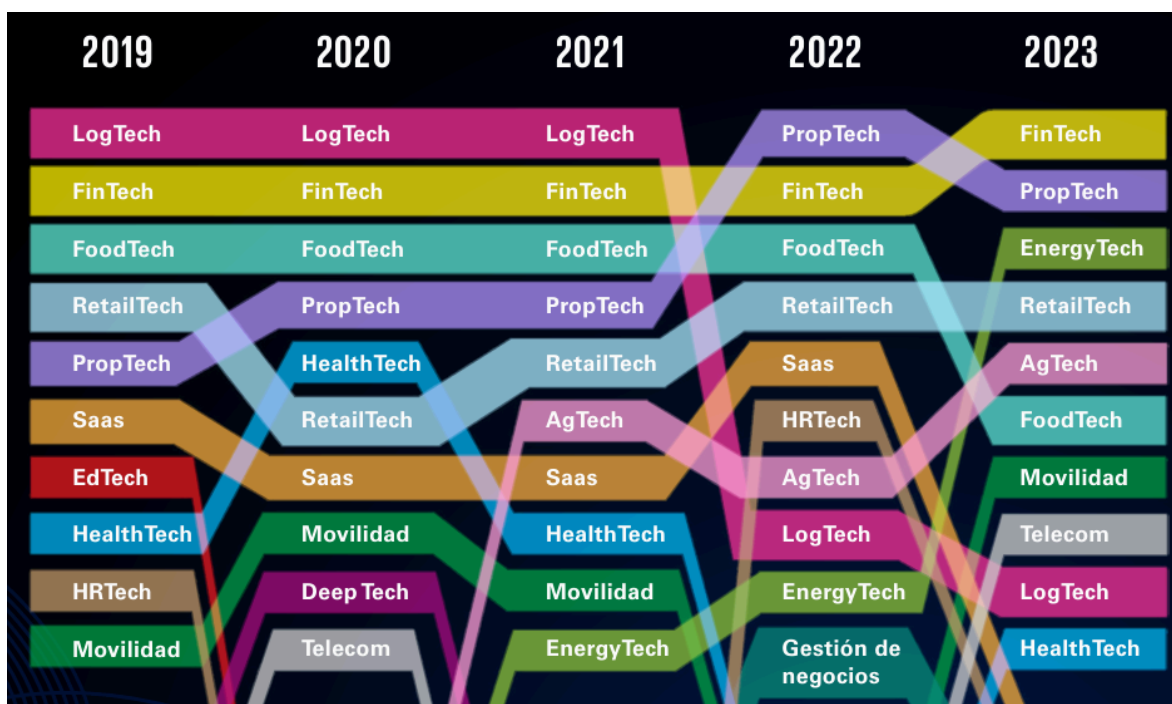 2019 2020 2021 2022 2023
LogTech LogTech LogTech PropTech FinTech
FinTech FinTech FinTech FinTech PropTech
FoodTech FoodTech FoodTech FoodTech EnergyTech
RetailTech PropTech PropTech RetailTech RetailTech
PropTech HealthTech RetailTech Saas AgTech
Saas RetailTech AgTech HRTech FoodTech
EdTech Saas Saas AgTech Movilidad
HealthTech Movilidad HealthTech LogTech Telecom
HRTech Deep Tech Movilidad EnergyTech LogTech
Movilidad Telecom EnergyTech Gestión de HealthTech
negocios